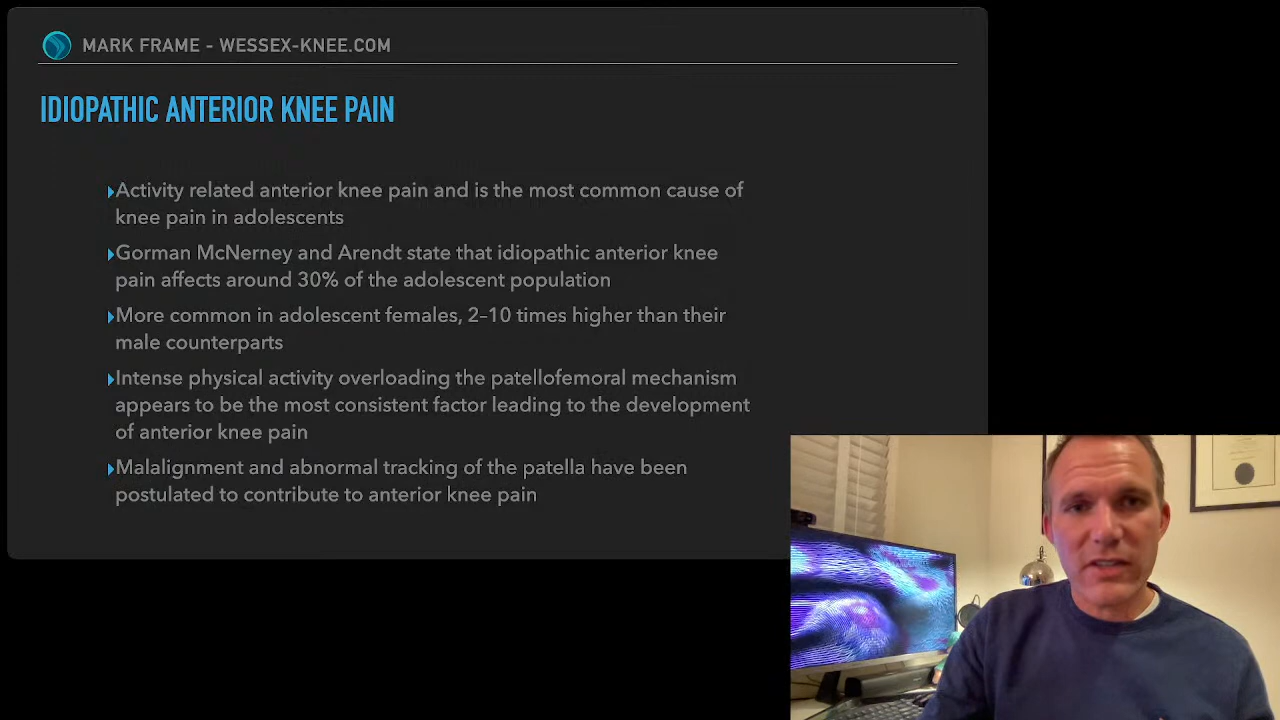 MARK FRAME - WESSEX-KNEE.COM
IDIOPATHIC ANTERIOR KNEE PAIN
Activity related anterior knee pain and is the most common cause of
knee pain in adolescents
Gorman McNerney and Arendt state that idiopathic anterior knee
pain affects around 30% of the adolescent population
More common in adolescent females, 2–10 times higher than their
male counterparts
Intense physical activity overloading the patellofemoral mechanism
appears to be the most consistent factor leading to the development
of anterior knee pain
Malalignment and abnormal tracking of the patella have been
postulated to contribute to anterior knee pain